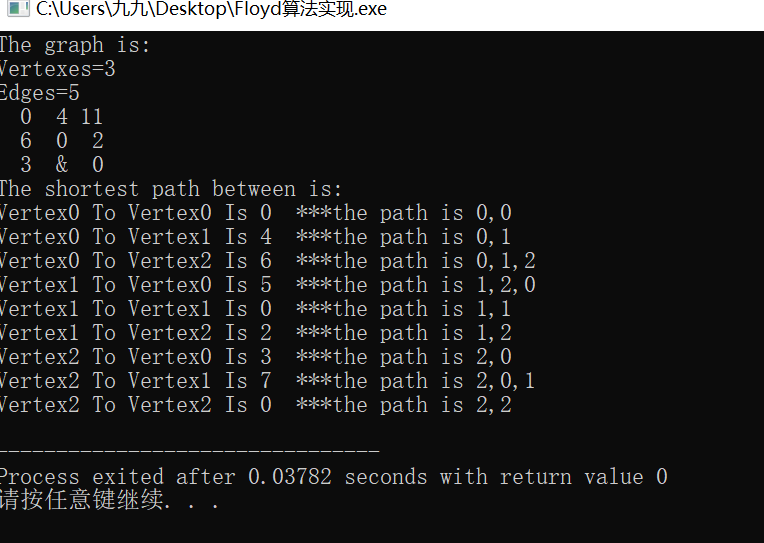 C:\Users\九九\Desktop\Floyd算法实现.exe
The graph is:
Vertexes=3
Edges=5
  0  4 11
  6  0  2
  3  &  0
The shortest path between is:
Vertex0 To Vertex0 Is 0  ***the path is 0,0
Vertex0 To Vertex1 Is 4  ***the path is 0,1
Vertex0 To Vertex2 Is 6  ***the path is 0,1,2
Vertex1 To Vertex0 Is 5  ***the path is 1,2,0
Vertex1 To Vertex1 Is 0  ***the path is 1,1
Vertex1 To Vertex2 Is 2  ***the path is 1,2
Vertex2 To Vertex0 Is 3  ***the path is 2,0
Vertex2 To Vertex1 Is 7  ***the path is 2,0,1
Vertex2 To Vertex2 Is 0  ***the path is 2,2
--------------------------------
Process exited after 0.03782 seconds with return value 0
请按任意键继续. . .